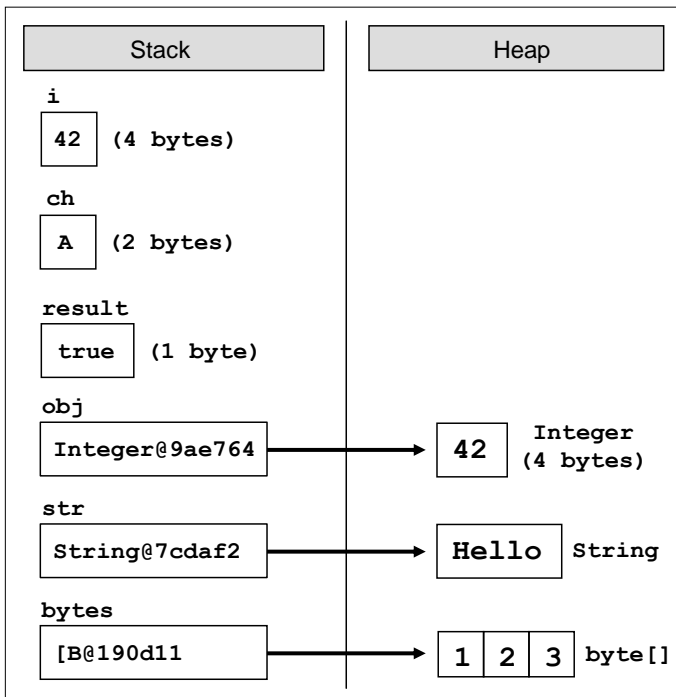 Stack
Heap
i
42 (4 bytes)
ch
A (2 bytes)
result
true (1 byte)
obj
Integer@9ae764
42
Integer
(4 bytes)
str
String@7cdaf2
Hello String
bytes
[B@190d11
1 2 3 byte[]